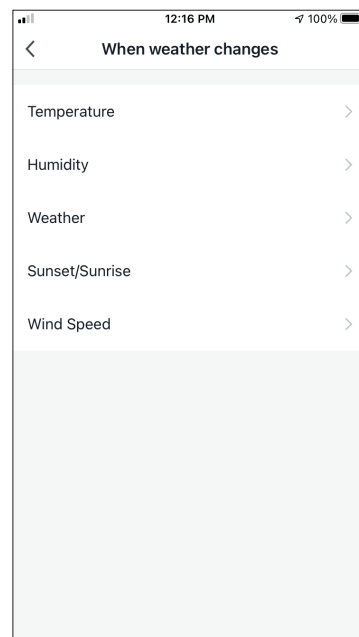 12:16 PM
100%
When weather changes
Temperature
Humidity
Weather
Sunset/Sunrise
Wind Speed